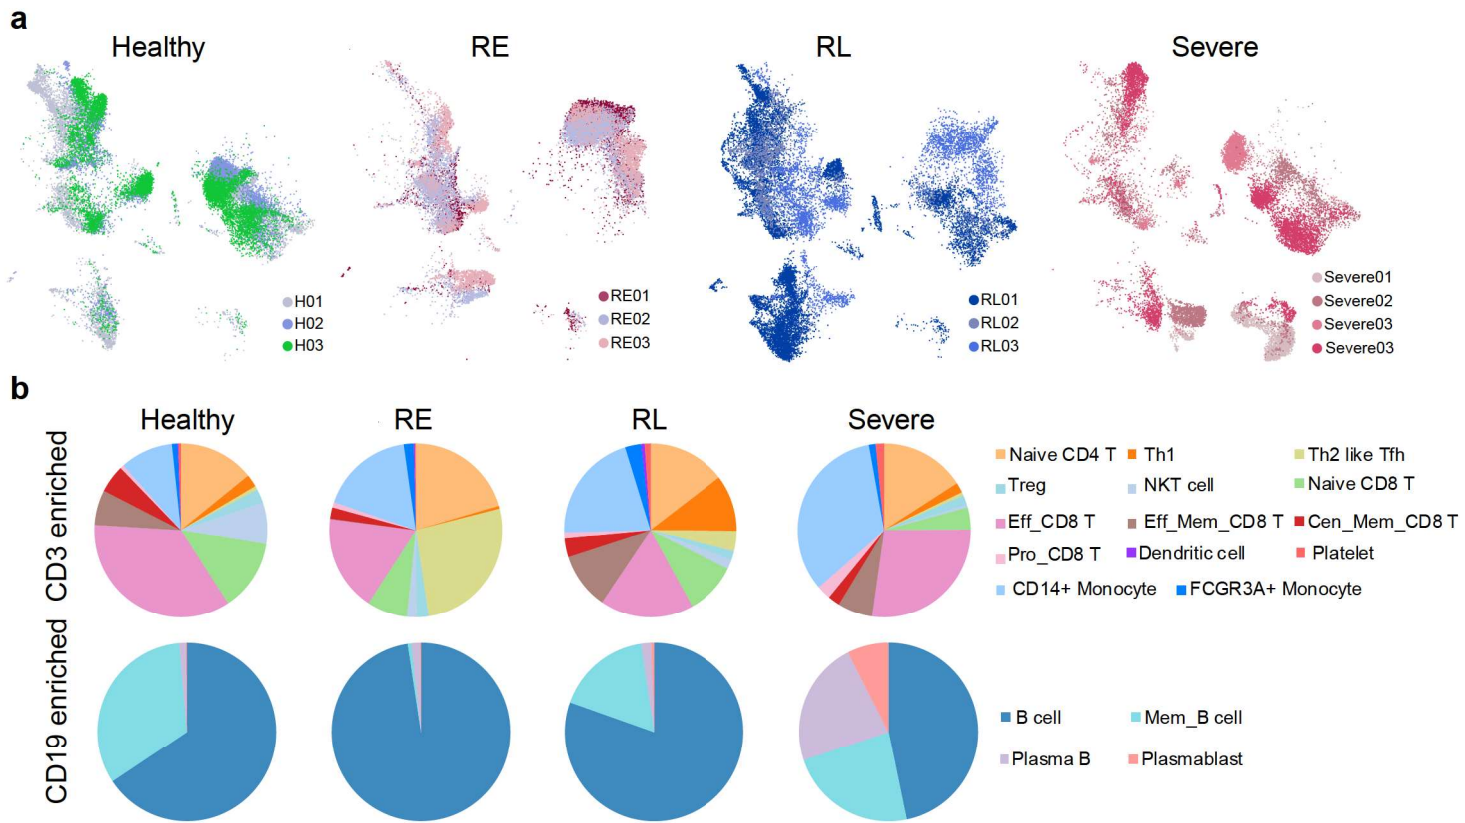 a
Healthy
RE
RL
Severe
H01
H02
H03
RE01
RE02
RE03
RL01
RL02
RL03
Severe01
Severe02
Severe03
Severe03
b
Healthy
RE
RL
Severe
CD3 enriched
Naive CD4 T
Th1
Th2 like Tfh
Treg
NKT cell
Naive CD8 T
Eff_CD8 T
Eff_Mem_CD8 T
Cen_Mem_CD8 T
Pro_CD8 T
Dendritic cell
Platelet
CD14+ Monocyte
FCGR3A+ Monocyte
CD19 enriched
B cell
Mem_B cell
Plasma B
Plasmablast